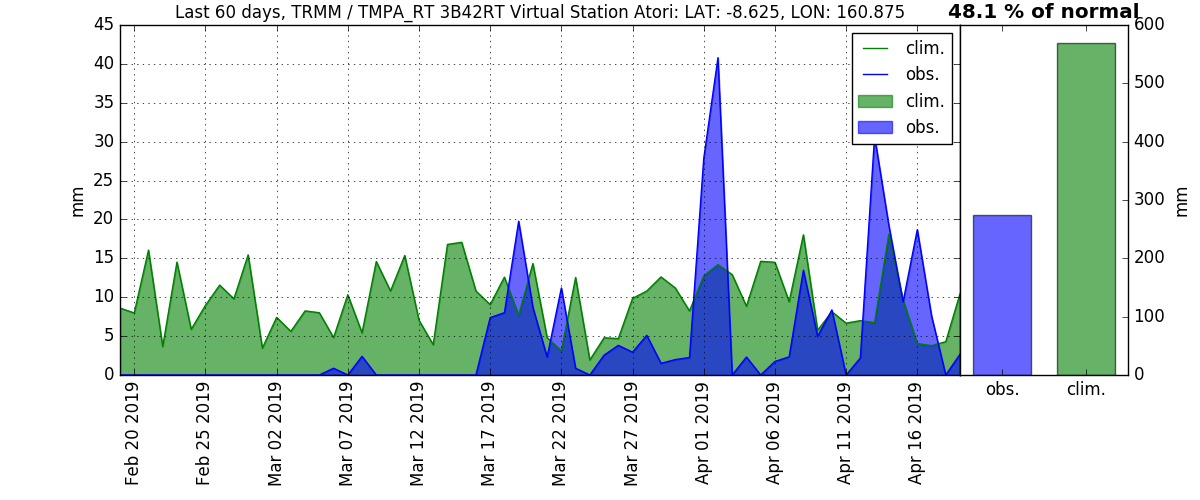 Last 60 days, TRMM / TMPA_RT 3B42RT Virtual Station Atori: LAT: -8.625, LON: 160.875
48.1 % of normal
45
40
35
30
25
20
15
10
5
0
mm
clim.
obs.
clim.
obs.
600
500
400
300
200
100
0
mm
Feb 20 2019
Feb 25 2019
Mar 02 2019
Mar 07 2019
Mar 12 2019
Mar 17 2019
Mar 22 2019
Mar 27 2019
Apr 01 2019
Apr 06 2019
Apr 11 2019
Apr 16 2019
obs.
clim.